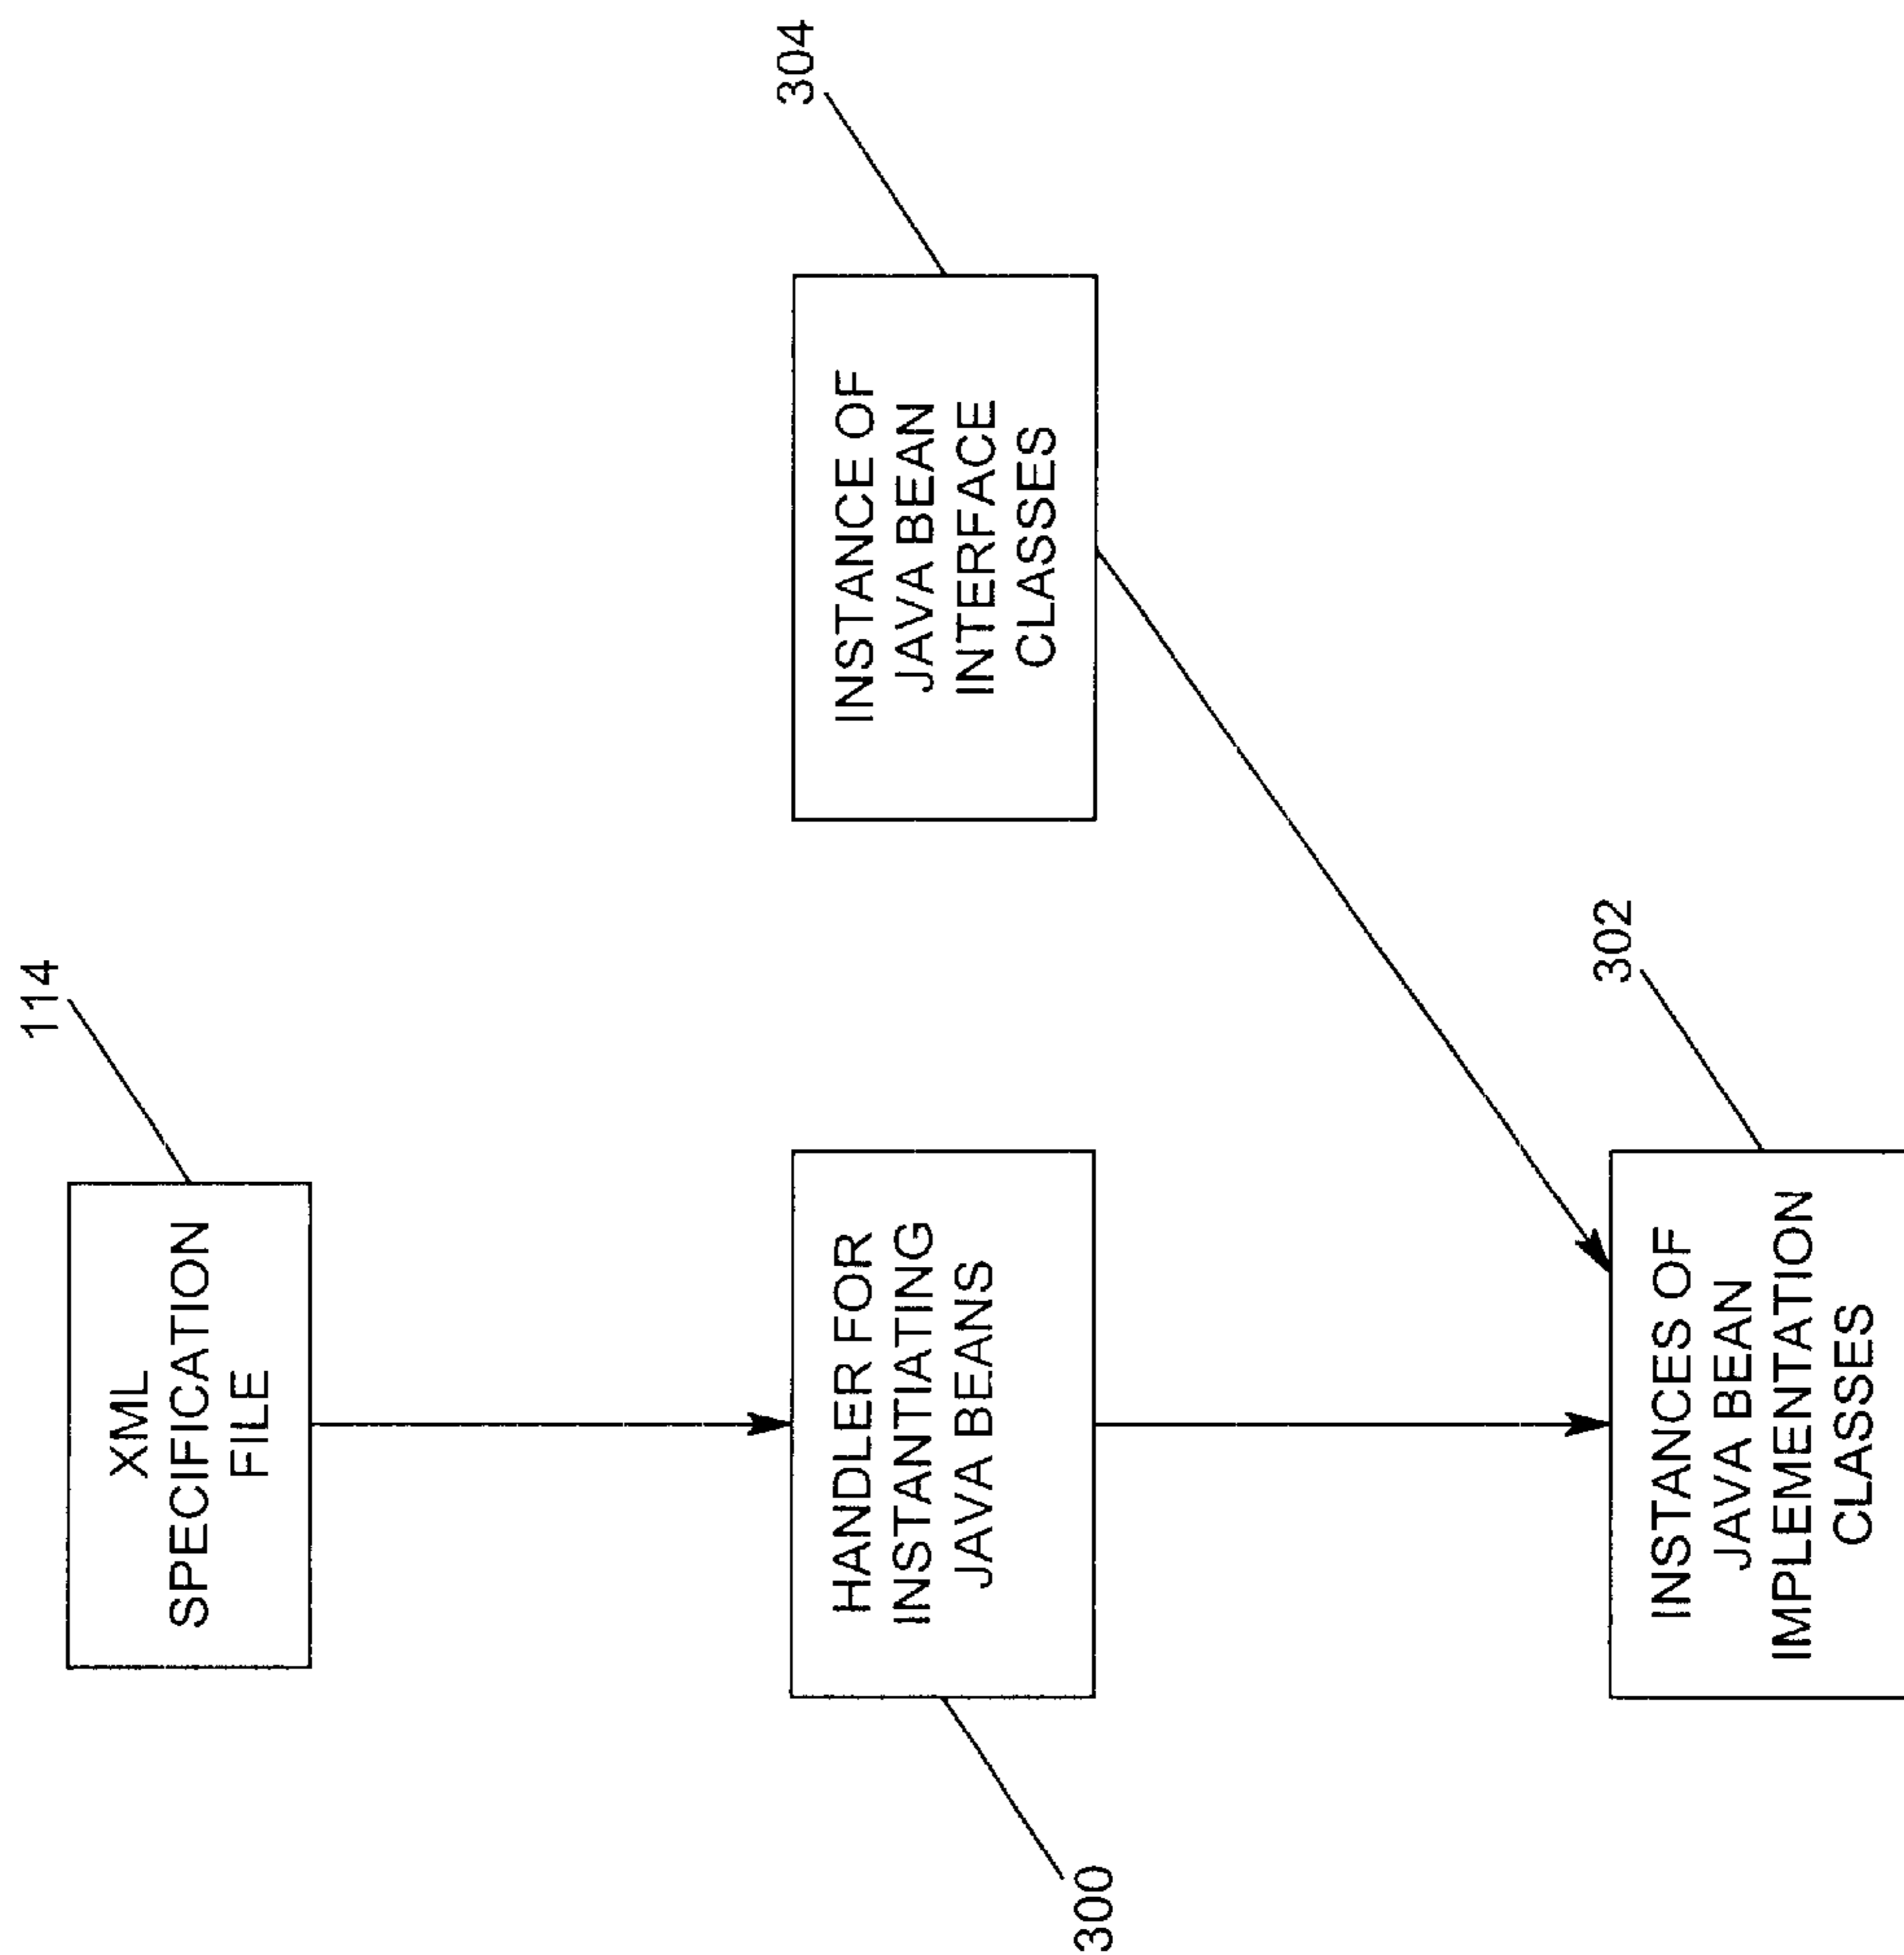 114
XML
SPECIFICATION
FILE
300
HANDLER FOR
INSTANTIATING
JAVA BEANS
304
INSTANCE OF
JAVA BEAN
INTERFACE
CLASSES
302
INSTANCES OF
JAVA BEAN
IMPLEMENTATION
CLASSES